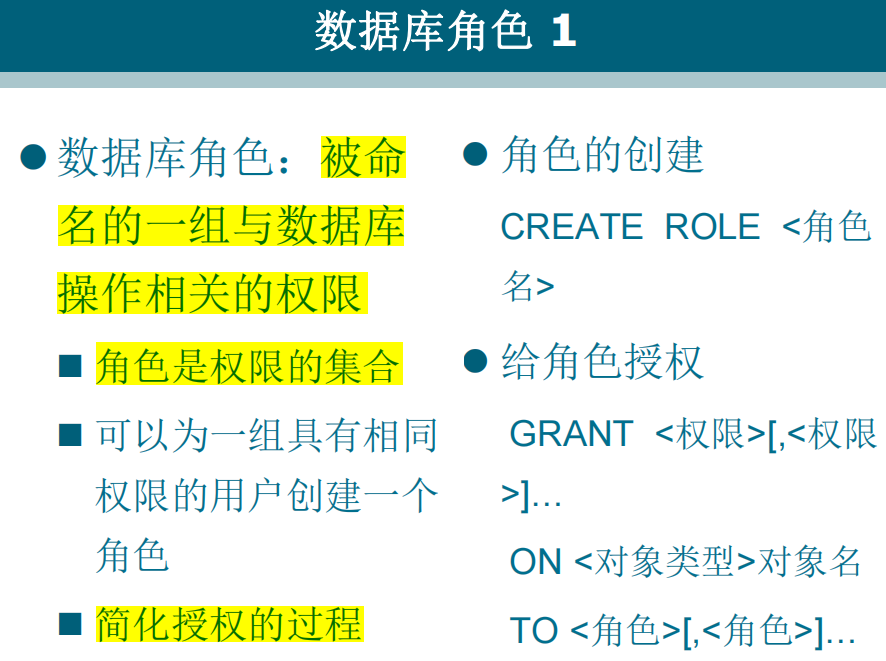 数据库角色 1
●数据库角色：被命
名的一组与数据库
操作相关的权限
■ 角色是权限的集合
■ 可以为一组具有相同
权限的用户创建一个
角色
■ 简化授权的过程
● 角色的创建
CREATE ROLE <角色
名>
● 给角色授权
GRANT <权限>[,<权限
>]…
ON <对象类型>对象名
TO <角色>[,<角色>]…